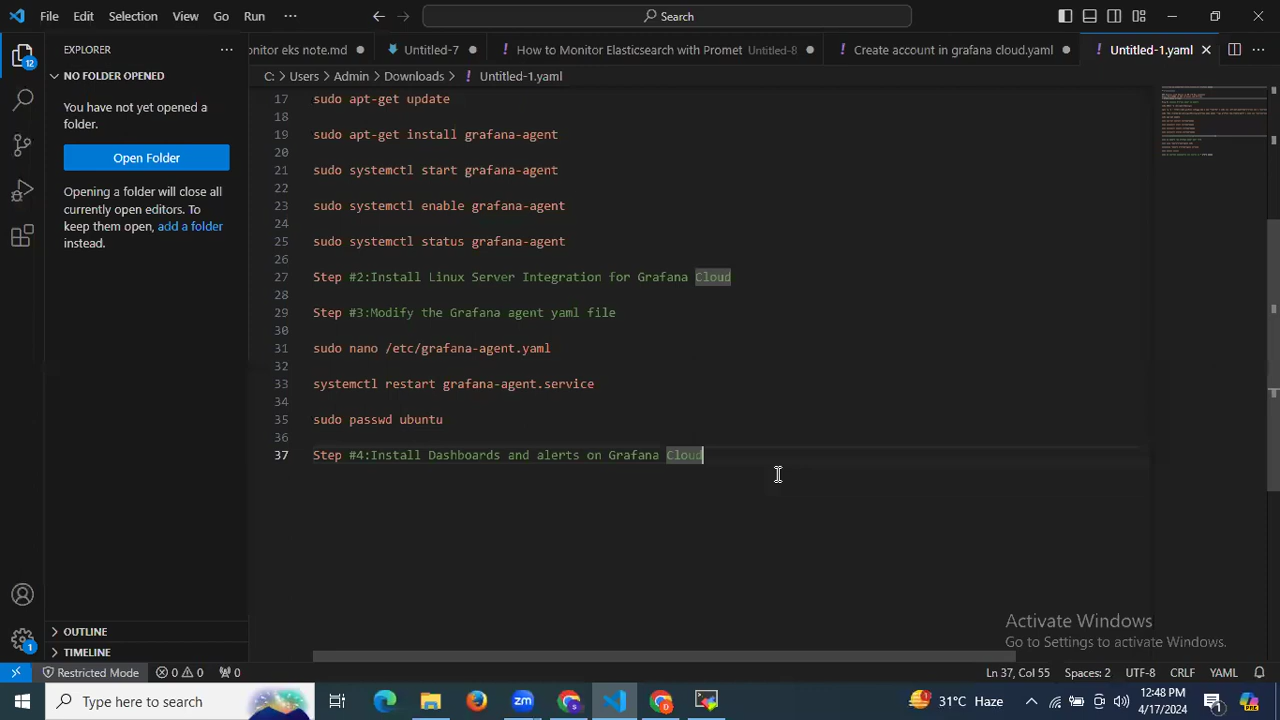 File Edit Selection View Go Run ··· Search
EXPLORER ···
onitor eks note.md Untitled-7 How to Monitor Elasticsearch with Promet Untitled-8 ! Create account in grafana cloud.yaml ! Untitled-1.yaml
NO FOLDER OPENED
C: > Users > Admin > Downloads > ! Untitled-1.yaml
You have not yet opened a
folder.
Open Folder
Opening a folder will close all
currently open editors. To
keep them open, add a folder
instead.
17 sudo apt-get update
18
19 sudo apt-get install grafana-agent
20
21 sudo systemctl start grafana-agent
22
23 sudo systemctl enable grafana-agent
24
25 sudo systemctl status grafana-agent
26
27 Step #2:Install Linux Server Integration for Grafana Cloud
28
29 Step #3:Modify the Grafana agent yaml file
30
31 sudo nano /etc/grafana-agent.yaml
32
33 systemctl restart grafana-agent.service
34
35 sudo passwd ubuntu
36
37 Step #4:Install Dashboards and alerts on Grafana Cloud
12
1
OUTLINE
TIMELINE
Activate Windows
Go to Settings to activate Windows.
Restricted Mode 0 0 0 Ln 37, Col 55 Spaces: 2 UTF-8 CRLF YAML
Type here to search
zm
S
D
31°C Haze
12:48 PM
4/17/2024
1
PRE